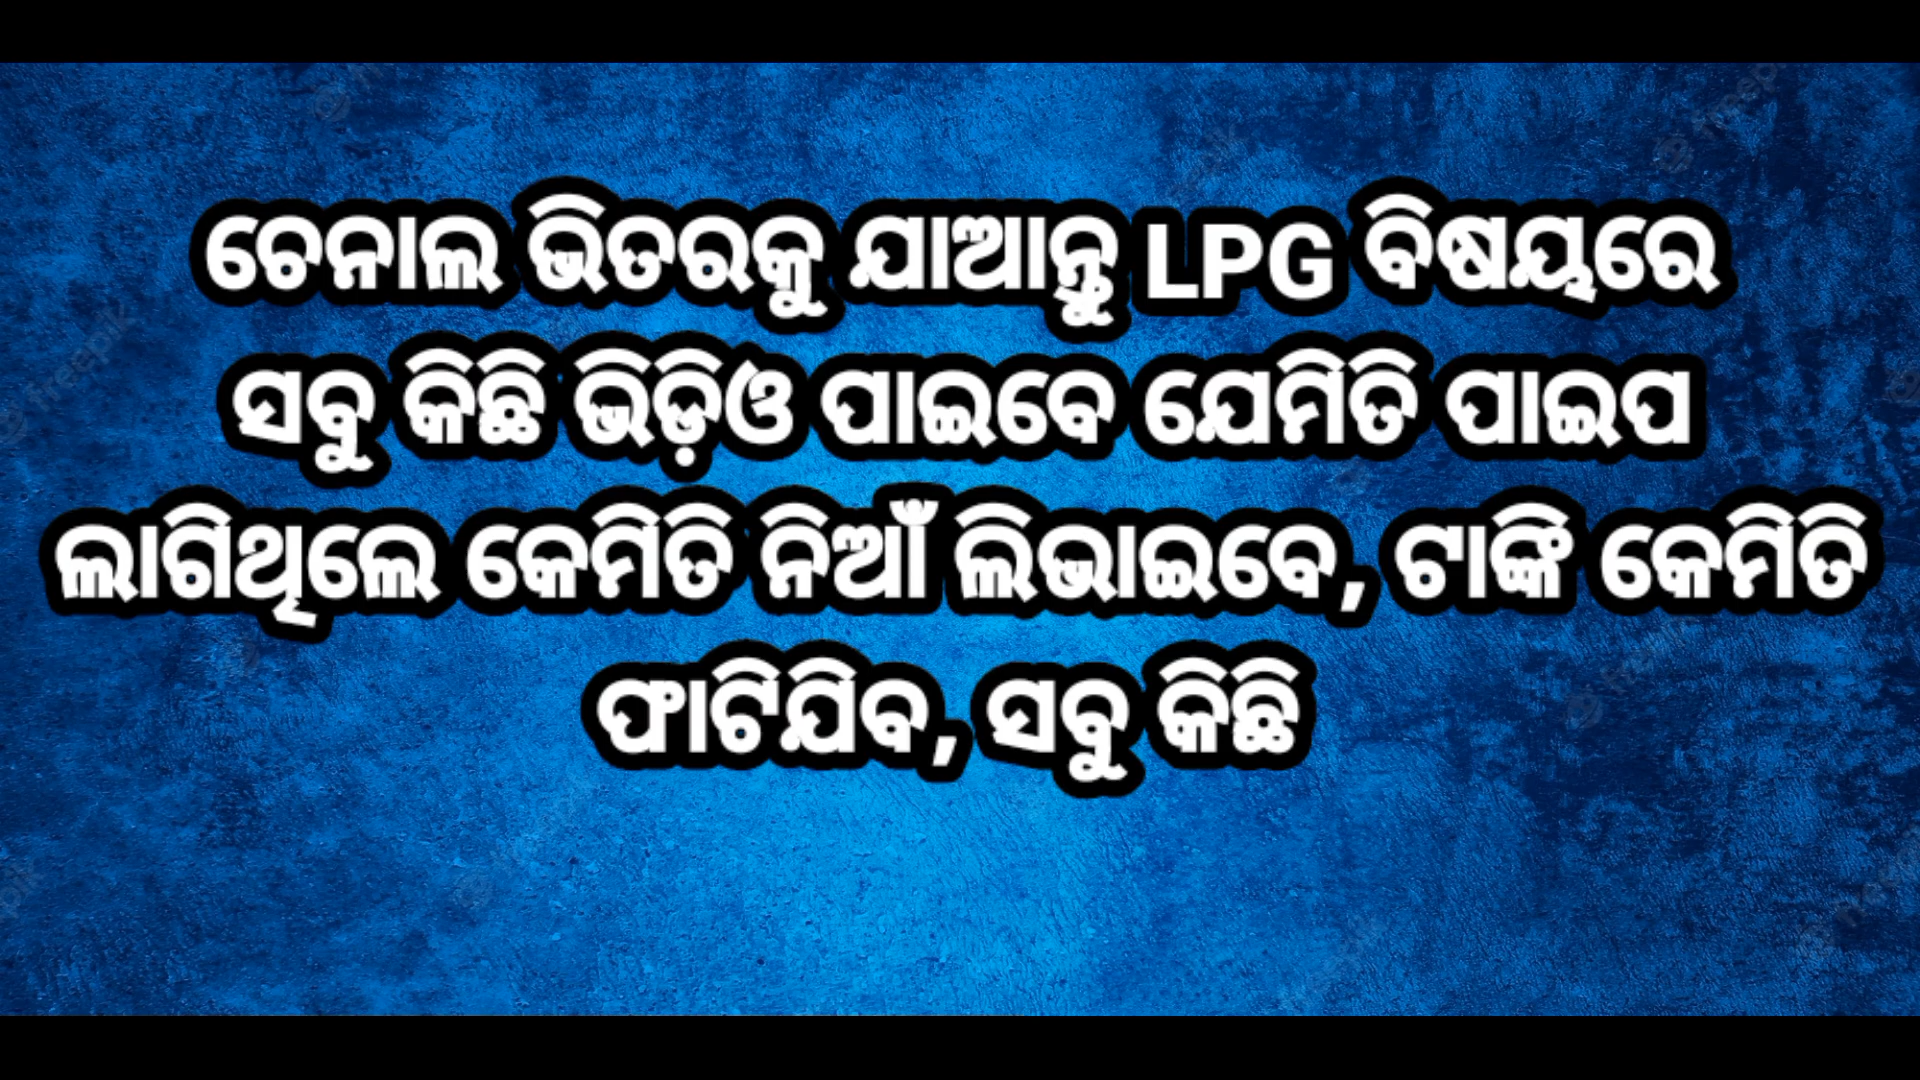 ଚେନାଲ ଭିତରକୁ ଯାଆନ୍ତୁ LPG ବିଷୟରେ
ସବୁ କିଛି ଭିଡ଼ିଓ ପାଇବେ ଯେମିତି ପାଇପ
ଲାଗିଥିଲେ କେମିତି ନିଆଁ ଲିଭାଇବେ, ଟାଙ୍କି କେମିତି
ଫାଟିଯିବ, ସବୁ କିଛି